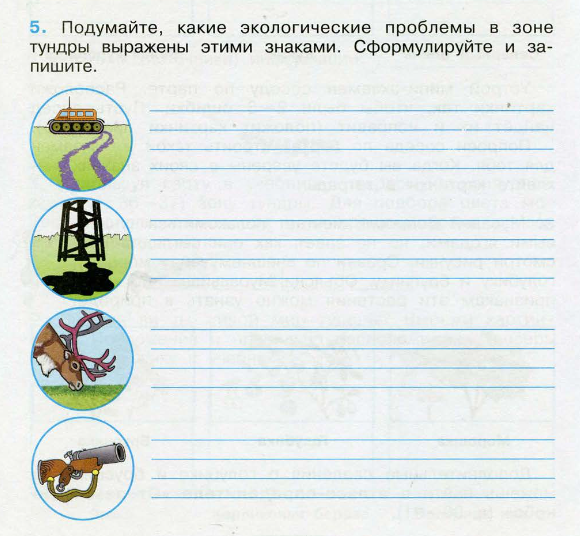 5. Подумайте, какие экологические проблемы в зоне
тундры выражены этими знаками. Сформулируйте и за-
пишите.